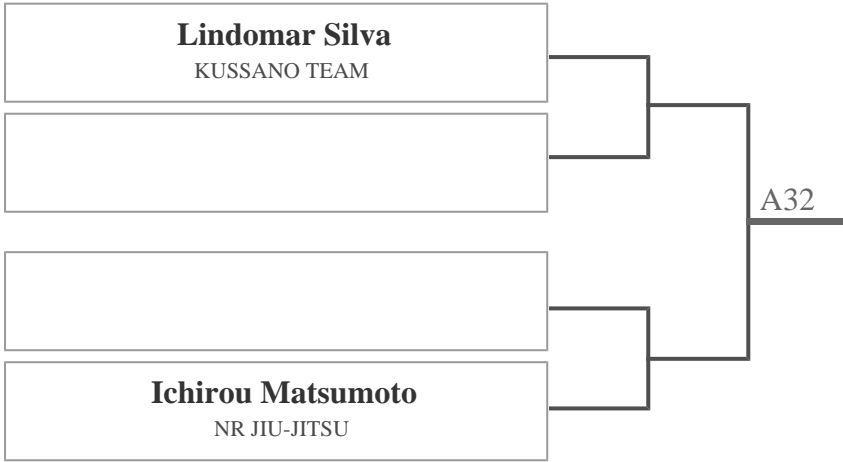 Lindomar Silva
KUSSANO TEAM
A32
Ichirou Matsumoto
NR JIU-JITSU